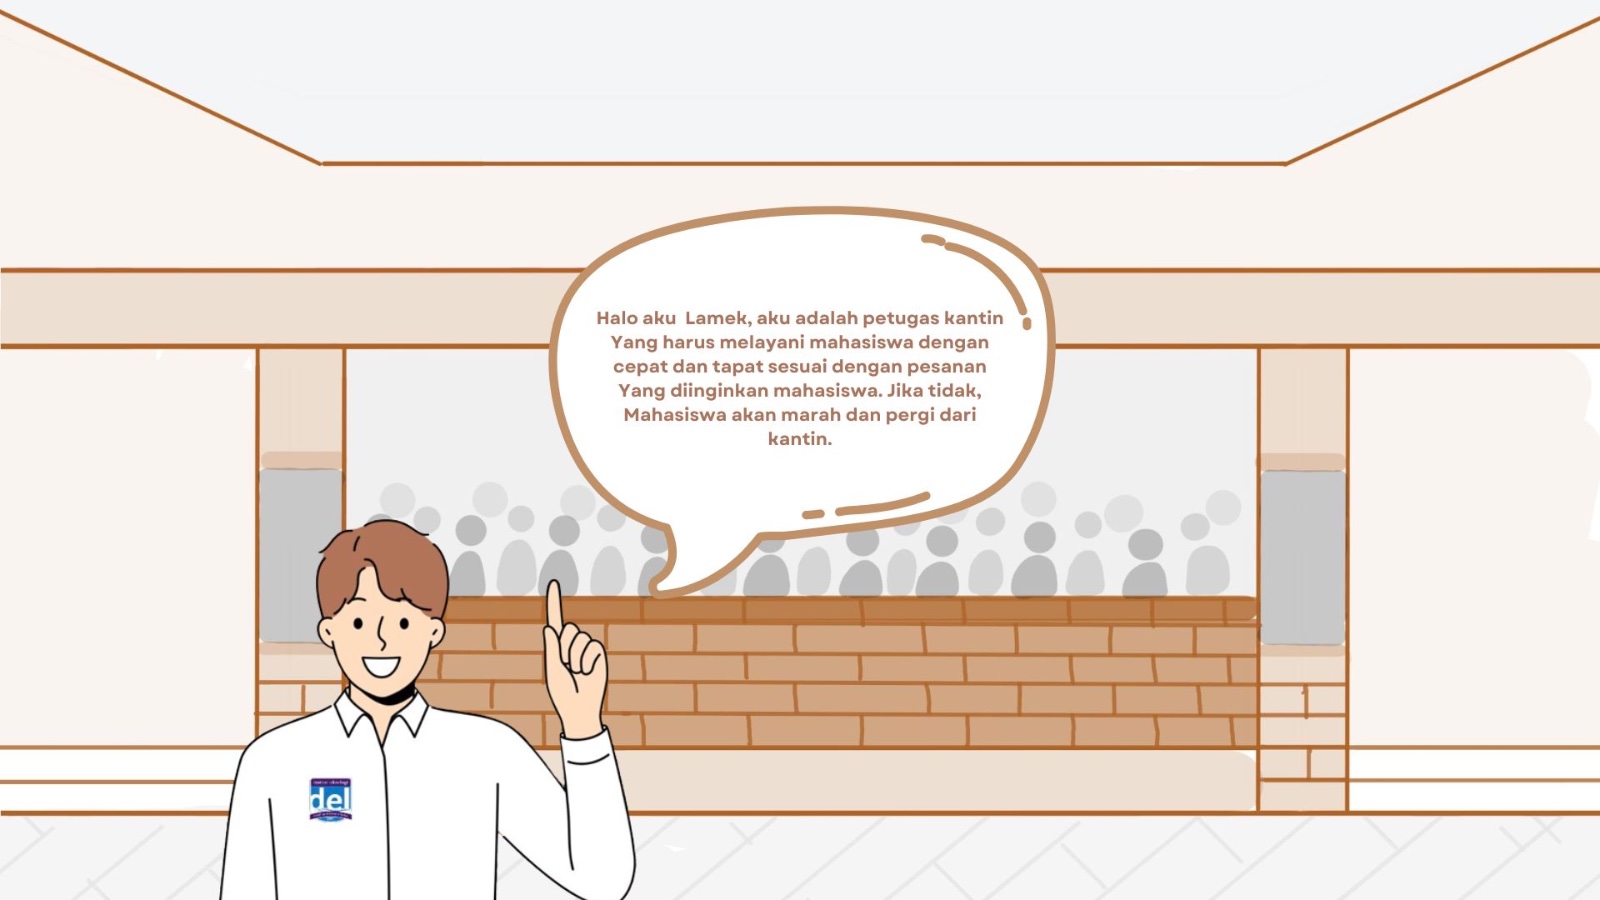 Halo aku  Lamek, aku adalah petugas kantin
Yang harus melayani mahasiswa dengan
cepat dan tapat sesuai dengan pesanan
Yang diinginkan mahasiswa. Jika tidak,
Mahasiswa akan marah dan pergi dari
kantin.
del